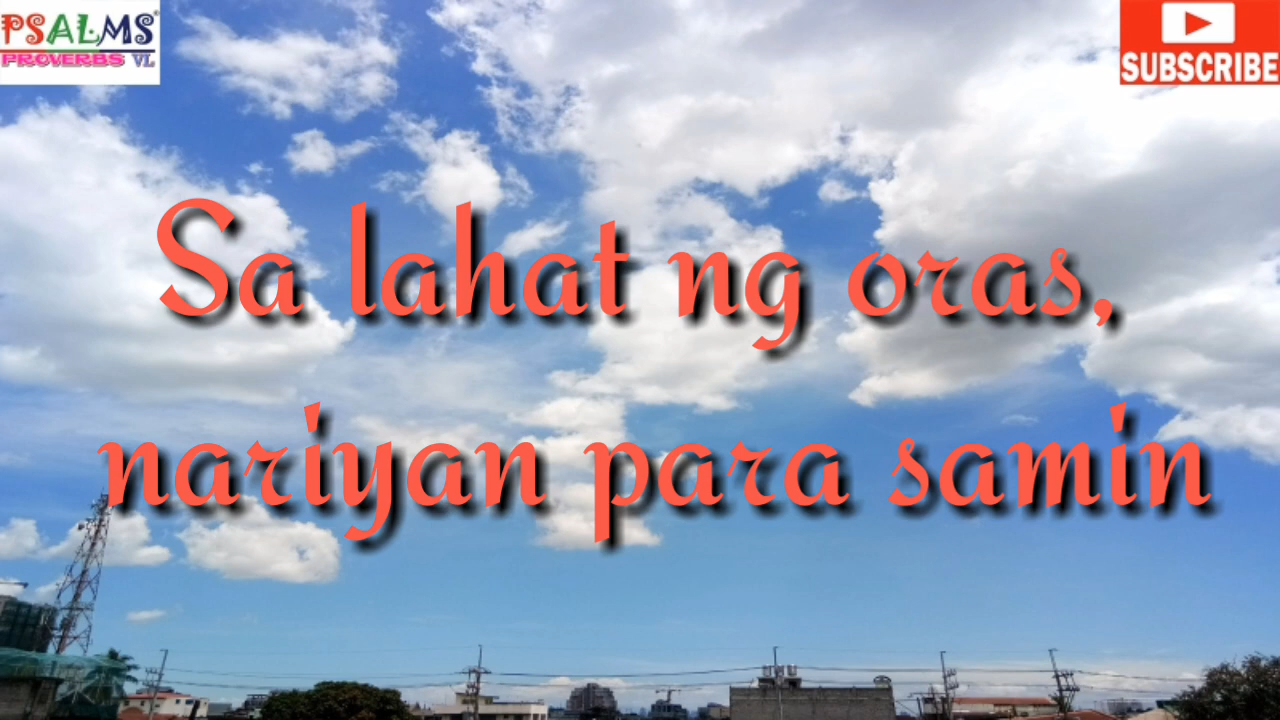 PSALMS
PROVERBS VL
SUBSCRIBE
Sa lahat ng oras,
nariyan para samin